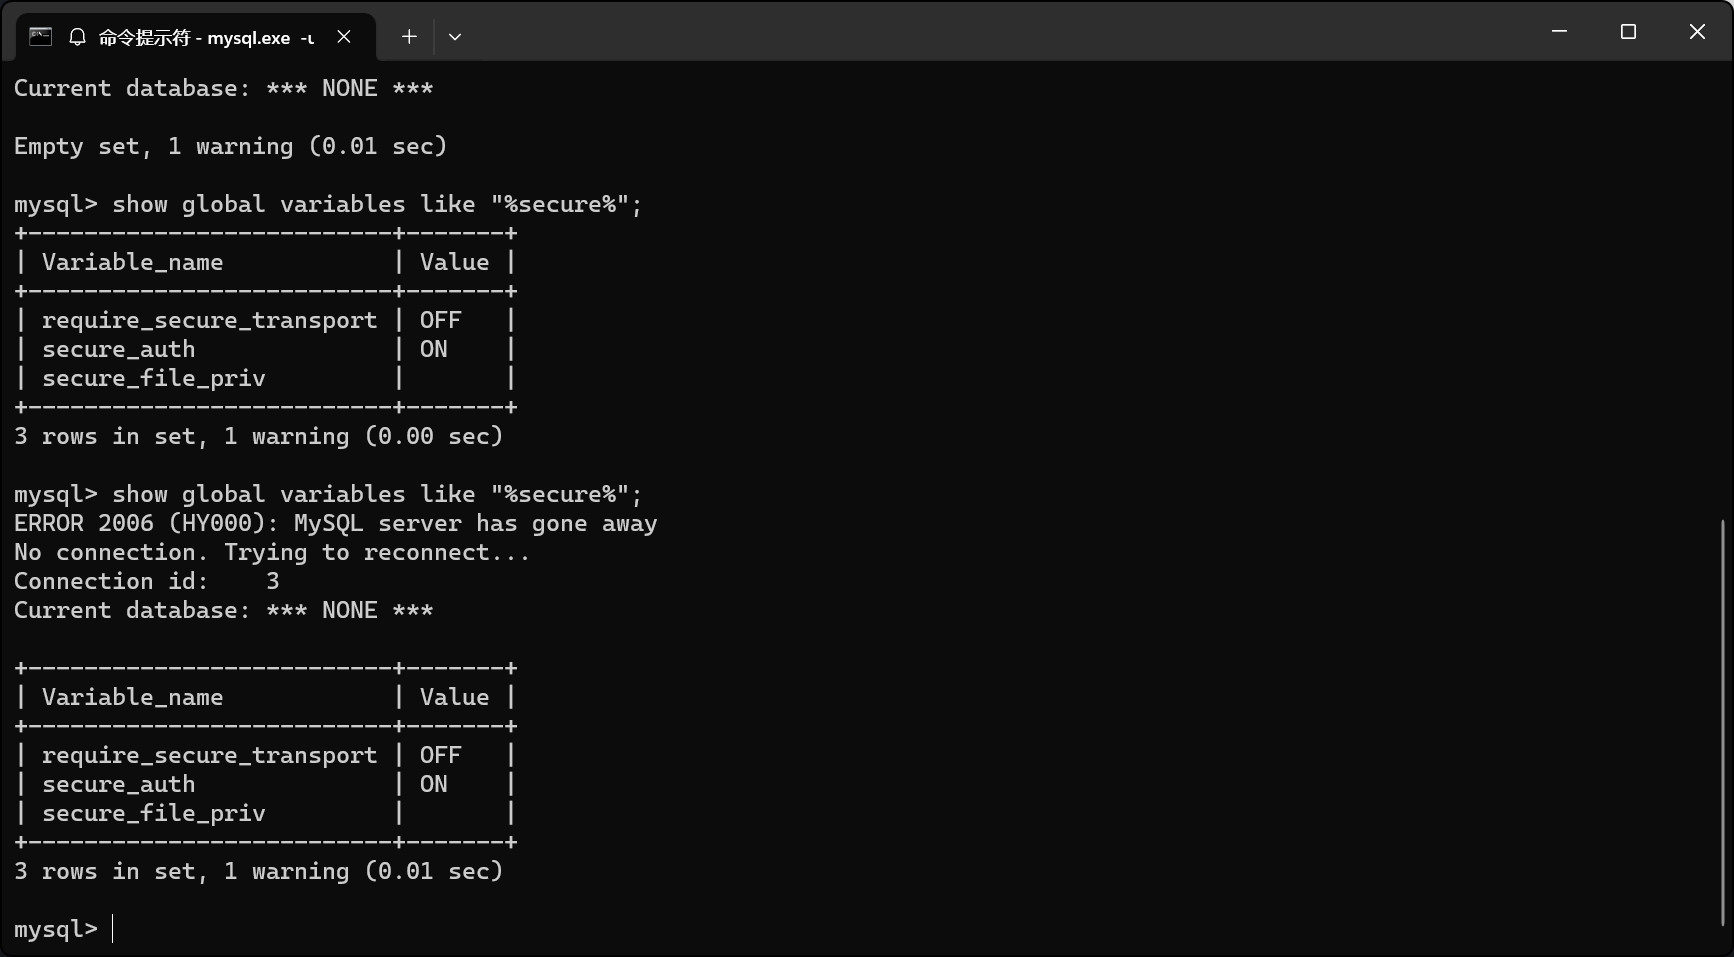 命令提示符 - mysql.exe -u
Current database: *** NONE ***
Empty set, 1 warning (0.01 sec)
mysql> show global variables like "%secure%";
+--------------------------+-------+
| Variable_name            | Value |
+--------------------------+-------+
| require_secure_transport | OFF   |
| secure_auth              | ON    |
| secure_file_priv         |       |
+--------------------------+-------+
3 rows in set, 1 warning (0.00 sec)
mysql> show global variables like "%secure%";
ERROR 2006 (HY000): MySQL server has gone away
No connection. Trying to reconnect...
Connection id:    3
Current database: *** NONE ***
+--------------------------+-------+
| Variable_name            | Value |
+--------------------------+-------+
| require_secure_transport | OFF   |
| secure_auth              | ON    |
| secure_file_priv         |       |
+--------------------------+-------+
3 rows in set, 1 warning (0.01 sec)
mysql>